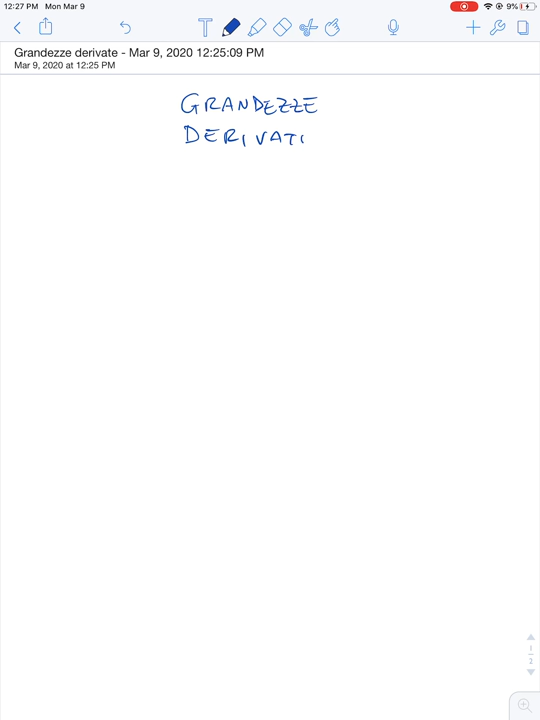 12:27 PM Mon Mar 9 9%
Grandezze derivate - Mar 9, 2020 12:25:09 PM
Mar 9, 2020 at 12:25 PM
GRANDEZZE
DERIVATI
1
2